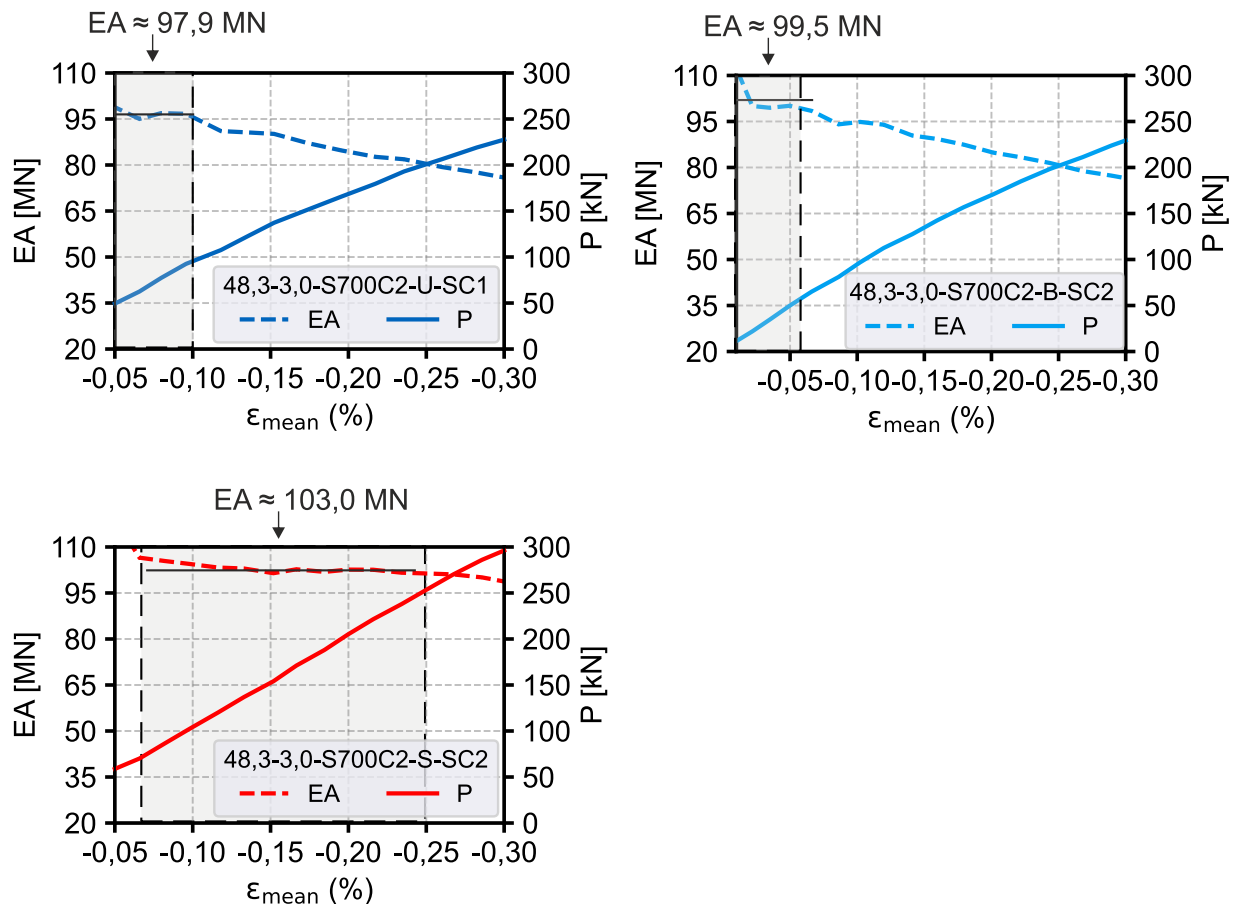 EA ≈ 97,9 MN
110
95
80
65
50
35
20
EA [MN]
300
250
200
150
100
50
0
P [kN]
48,3-3,0-S700C2-U-SC1
EA P
-0,05 -0,10 -0,15 -0,20 -0,25 -0,30
εmean (%)
EA ≈ 99,5 MN
110
95
80
65
50
35
20
EA [MN]
300
250
200
150
100
50
0
P [kN]
48,3-3,0-S700C2-B-SC2
EA P
-0,05 -0,10 -0,15 -0,20 -0,25 -0,30
εmean (%)
EA ≈ 103,0 MN
110
95
80
65
50
35
20
EA [MN]
300
250
200
150
100
50
0
P [kN]
48,3-3,0-S700C2-S-SC2
EA P
-0,05 -0,10 -0,15 -0,20 -0,25 -0,30
εmean (%)